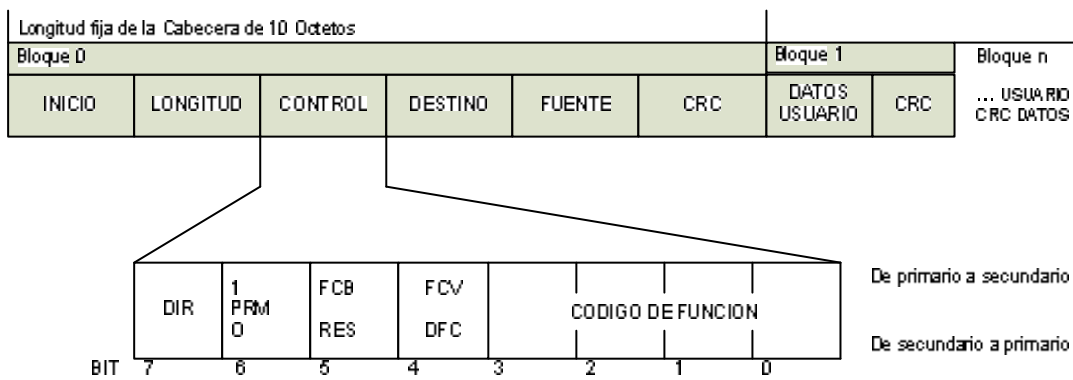 Longitud fija de la Cabecera de 10 Octetos
Bloque 0
Bloque 1
Bloque n
INICIO
LONGITUD
CONTROL
DESTINO
FUENTE
CRC
DATOS
USUARIO
CRC
... USUARIO
CRC DATOS
De primario a secundario
DIR
1
PRM
0
FCB
RES
FCV
DFC
CODIGO DE FUNCION
De secundario a primario
BIT 7 6 5 4 3 2 1 0